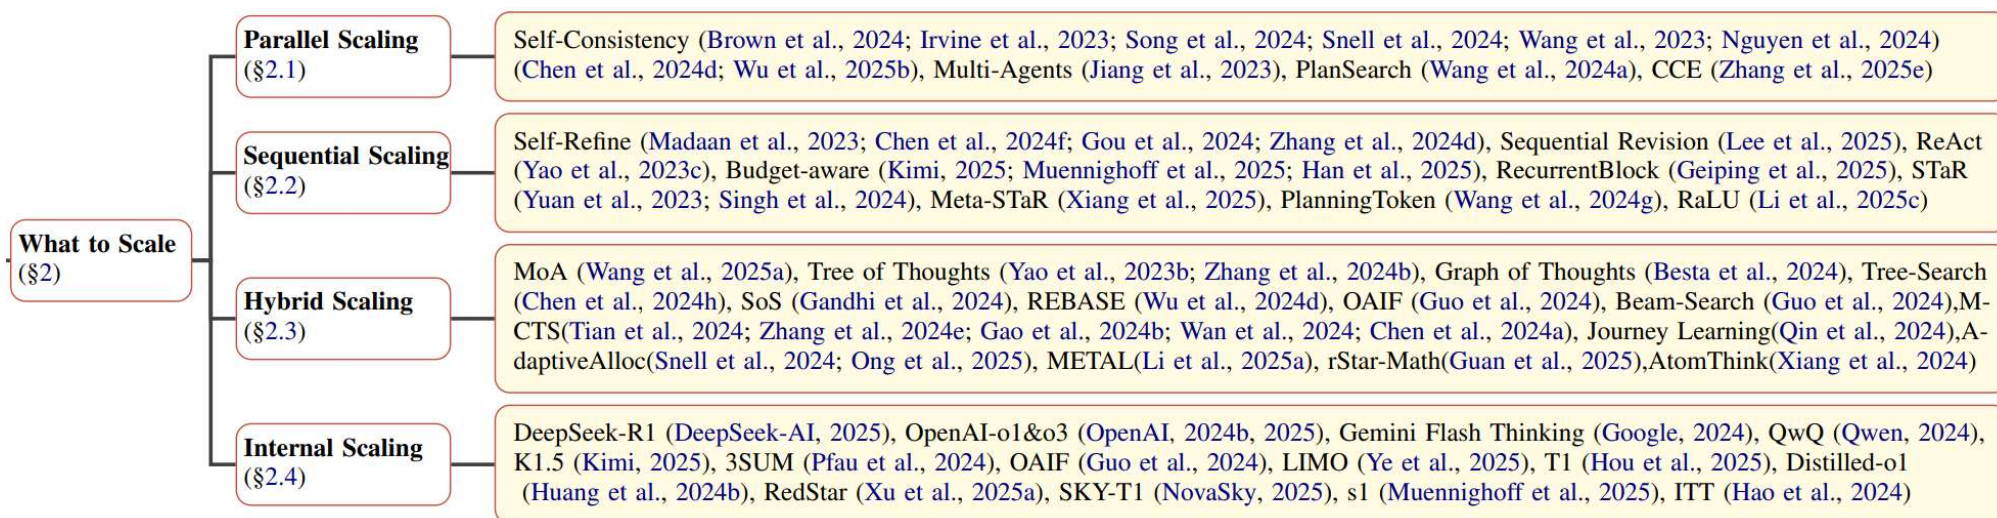 What to Scale
(§2)
Parallel Scaling
(§2.1)
Self-Consistency (Brown et al., 2024; Irvine et al., 2023; Song et al., 2024; Snell et al., 2024; Wang et al., 2023; Nguyen et al., 2024)
(Chen et al., 2024d; Wu et al., 2025b), Multi-Agents (Jiang et al., 2023), PlanSearch (Wang et al., 2024a), CCE (Zhang et al., 2025e)
Sequential Scaling
(§2.2)
Self-Refine (Madaan et al., 2023; Chen et al., 2024f; Gou et al., 2024; Zhang et al., 2024d), Sequential Revision (Lee et al., 2025), ReAct
(Yao et al., 2023c), Budget-aware (Kimi, 2025; Muennighoff et al., 2025; Han et al., 2025), RecurrentBlock (Geiping et al., 2025), STaR
(Yuan et al., 2023; Singh et al., 2024), Meta-STaR (Xiang et al., 2025), PlanningToken (Wang et al., 2024g), RaLU (Li et al., 2025c)
Hybrid Scaling
(§2.3)
MoA (Wang et al., 2025a), Tree of Thoughts (Yao et al., 2023b; Zhang et al., 2024b), Graph of Thoughts (Besta et al., 2024), Tree-Search
(Chen et al., 2024h), SoS (Gandhi et al., 2024), REBASE (Wu et al., 2024d), OAIF (Guo et al., 2024), Beam-Search (Guo et al., 2024),M-
CTS(Tian et al., 2024; Zhang et al., 2024e; Gao et al., 2024b; Wan et al., 2024; Chen et al., 2024a), Journey Learning(Qin et al., 2024),A-
daptiveAlloc(Snell et al., 2024; Ong et al., 2025), METAL(Li et al., 2025a), rStar-Math(Guan et al., 2025),AtomThink(Xiang et al., 2024)
Internal Scaling
(§2.4)
DeepSeek-R1 (DeepSeek-AI, 2025), OpenAI-o1&o3 (OpenAI, 2024b, 2025), Gemini Flash Thinking (Google, 2024), QwQ (Qwen, 2024),
K1.5 (Kimi, 2025), 3SUM (Pfau et al., 2024), OAIF (Guo et al., 2024), LIMO (Ye et al., 2025), T1 (Hou et al., 2025), Distilled-o1
(Huang et al., 2024b), RedStar (Xu et al., 2025a), SKY-T1 (NovaSky, 2025), s1 (Muennighoff et al., 2025), ITT (Hao et al., 2024)